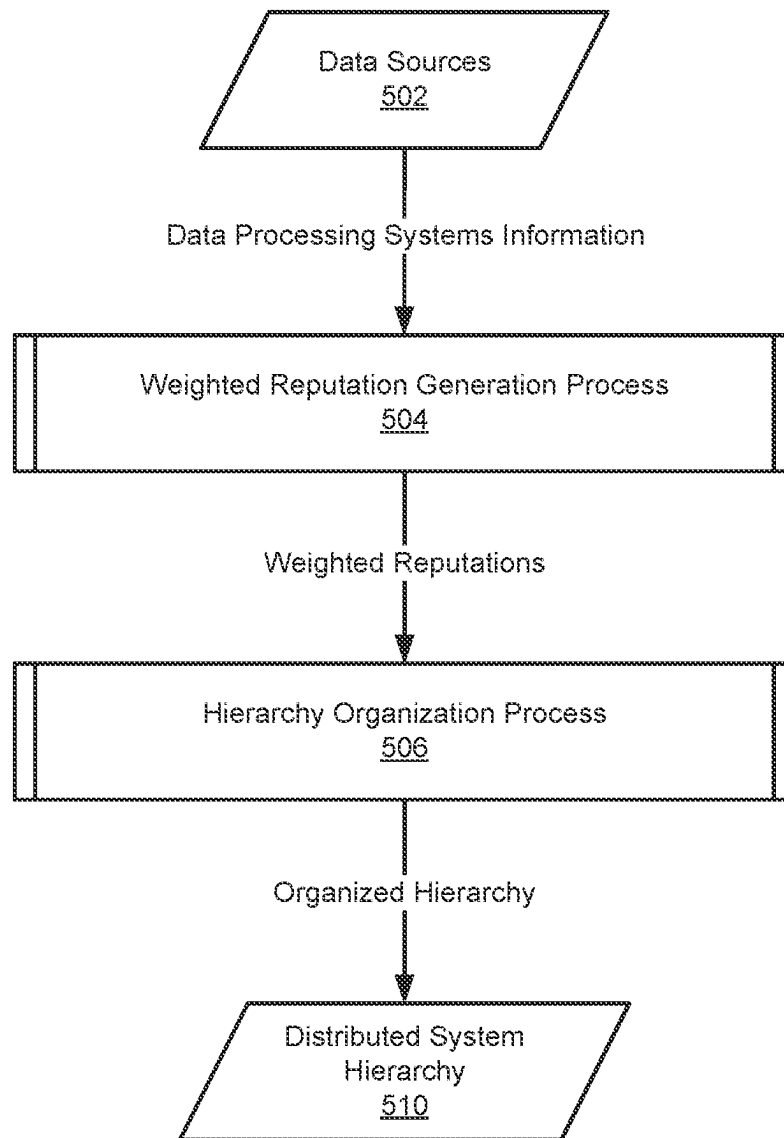 Data Sources
502
Data Processing Systems Information
Weighted Reputation Generation Process
504
Weighted Reputations
Hierarchy Organization Process
506
Organized Hierarchy
Distributed System
Hierarchy
510